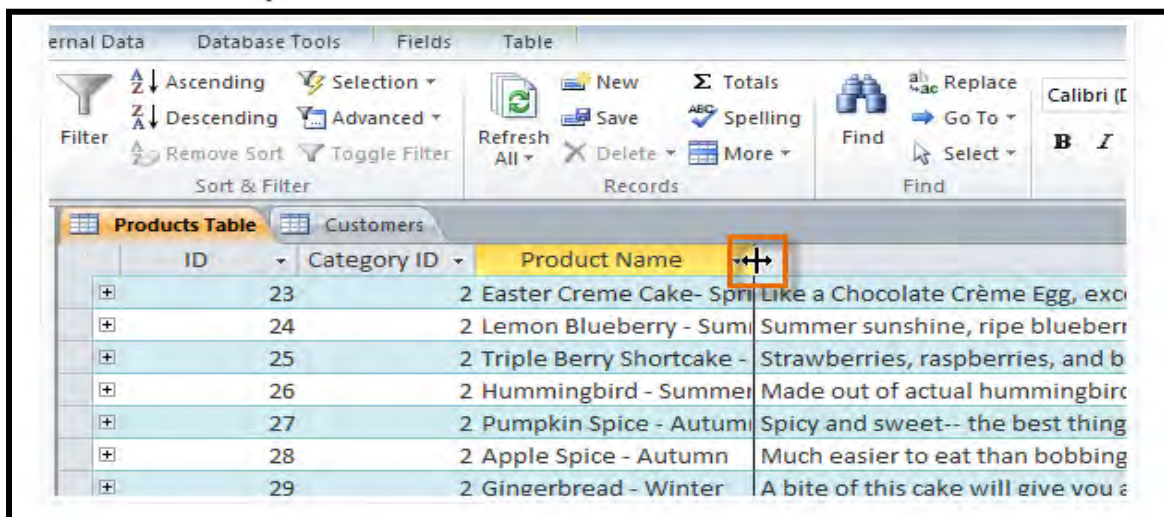 ernal Data Database Tools Fields Table
Filter
Ascending
Descending
Remove Sort
Selection
Advanced
Toggle Filter
Sort & Filter
Refresh All
New
Save
Delete
Totals
Spelling
More
Records
Find
Replace
Go To
Select
Find
Calibri (D
B I
Products Table Customers
ID Category ID Product Name
23 2 Easter Creme Cake- Spri Like a Chocolate Crème Egg, exc
24 2 Lemon Blueberry - Sum Summer sunshine, ripe blueberr
25 2 Triple Berry Shortcake - Strawberries, raspberries, and b
26 2 Hummingbird - Summer Made out of actual hummingbird
27 2 Pumpkin Spice - Autum Spicy and sweet-- the best thing
28 2 Apple Spice - Autumn Much easier to eat than bobbing
29 2 Gingerbread - Winter A bite of this cake will give you a